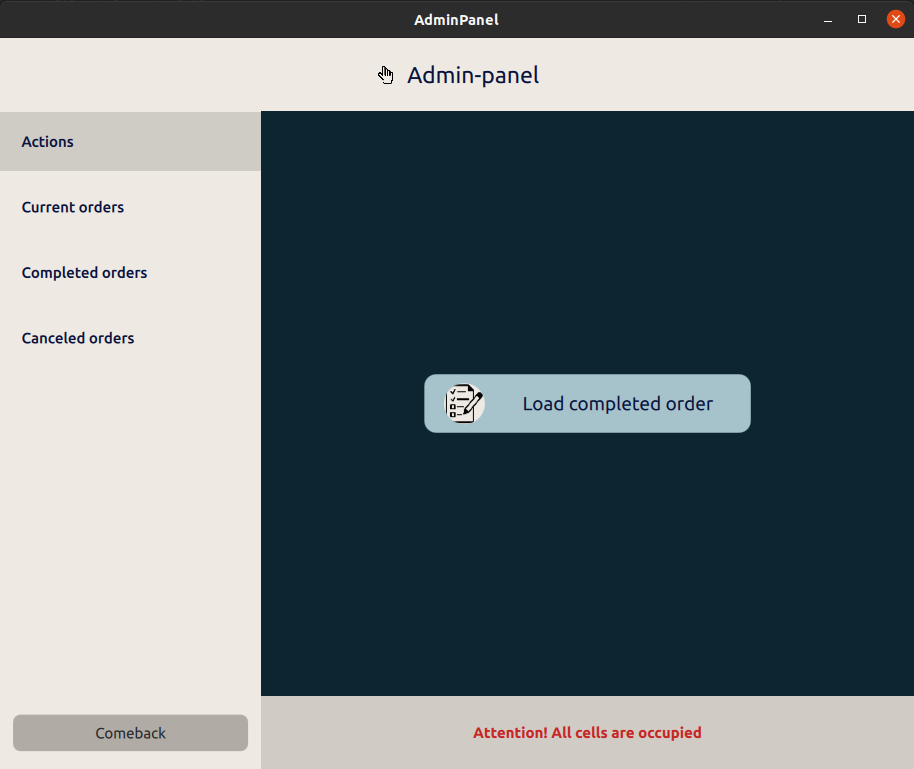 AdminPanel
Admin-panel
Actions
Current orders
Completed orders
Canceled orders
Load completed order
Comeback
Attention! All cells are occupied